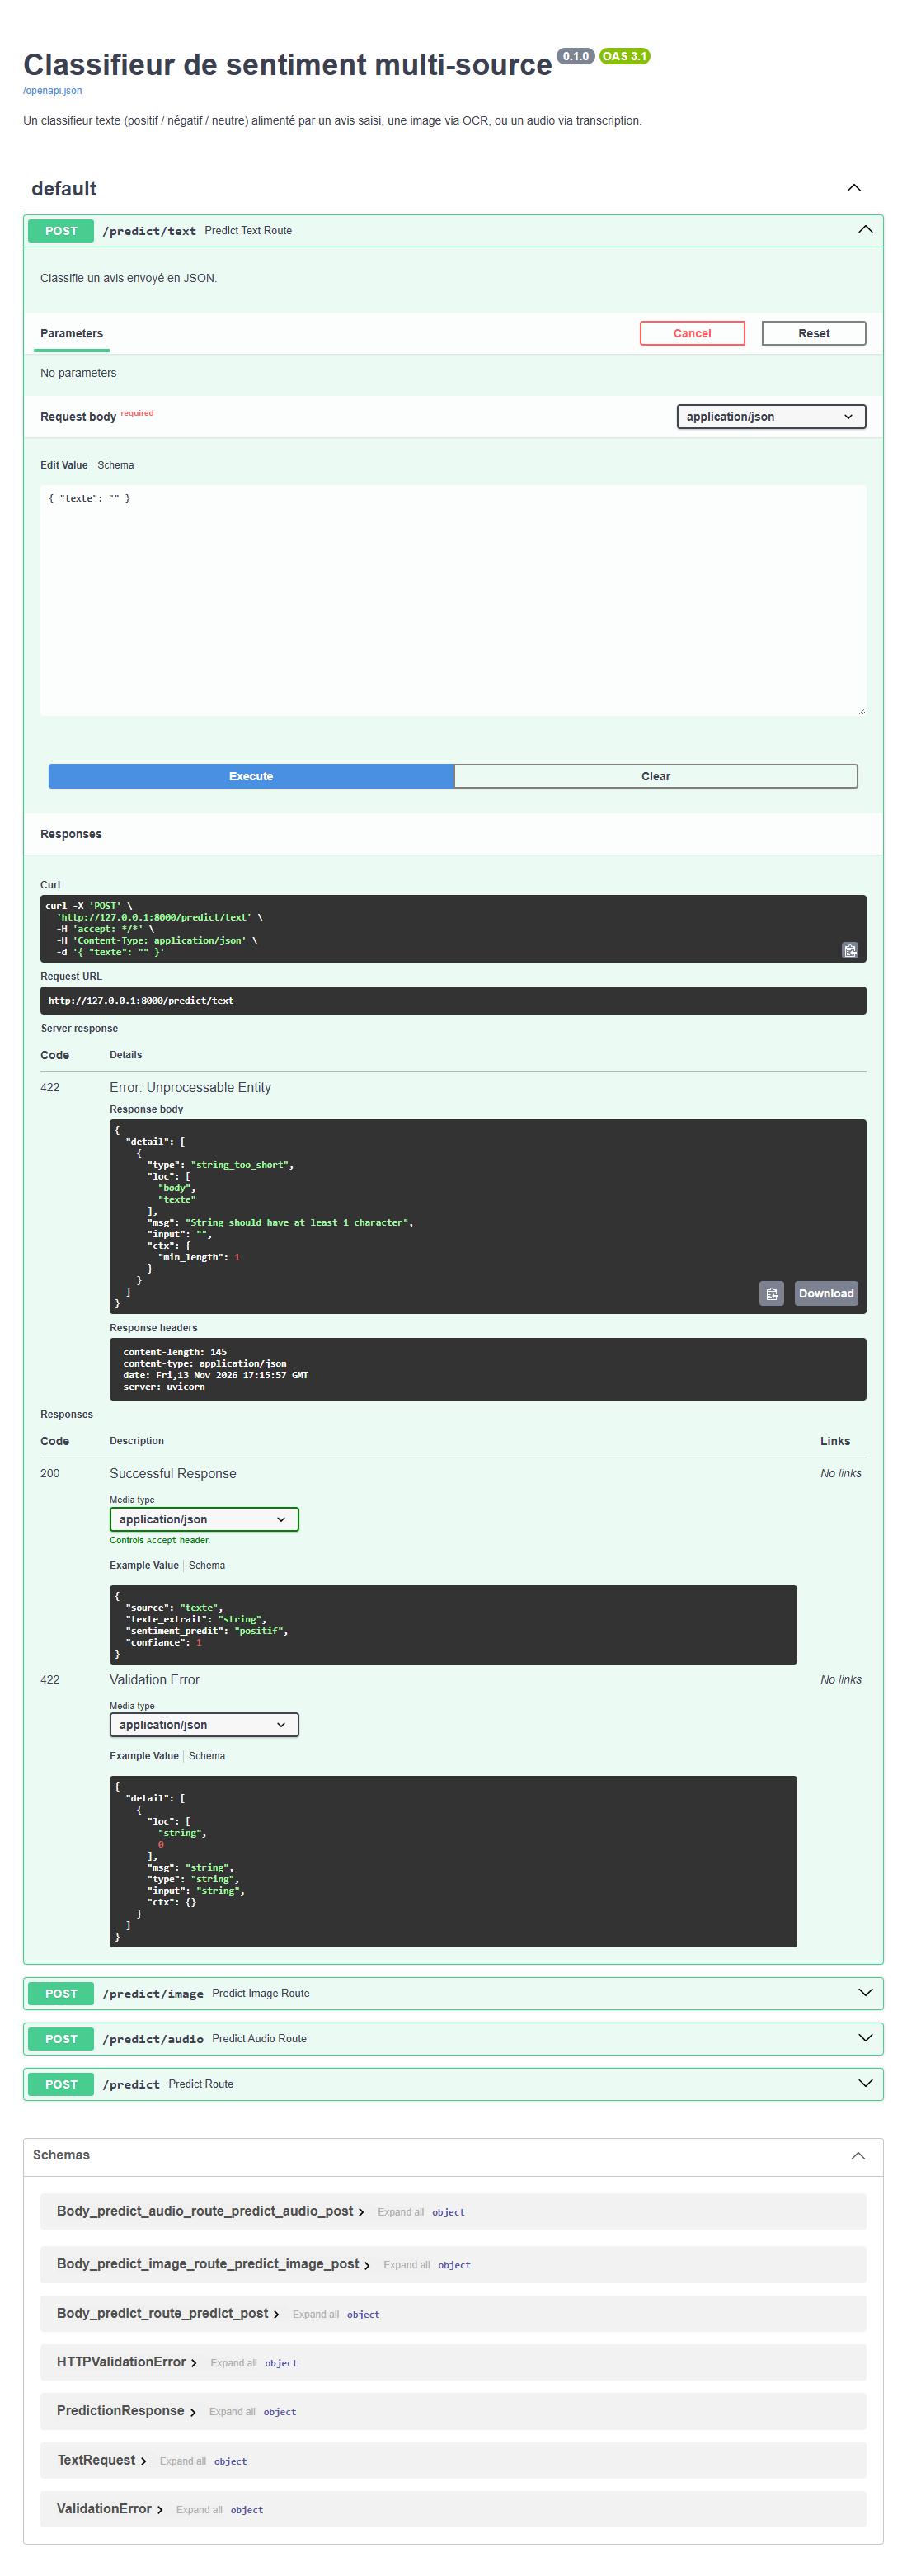 Classifieur de sentiment multi-source 0.1.0 OAS 3.1
/openapi.json
Un classifieur texte (positif / négatif / neutre) alimenté par un avis saisi, une image via OCR, ou un audio via transcription.
default
POST /predict/text Predict Text Route
Classifie un avis envoyé en JSON.
Parameters Cancel Reset
No parameters
Request body required application/json
Edit Value | Schema
{ "texte": "" }
Execute Clear
Responses
Curl
curl -X 'POST' \
  'http://127.0.0.1:8000/predict/text' \
  -H 'accept: */*' \
  -H 'Content-Type: application/json' \
  -d '{ "texte": "" }'
Request URL
http://127.0.0.1:8000/predict/text
Server response
Code Details
422 Error: Unprocessable Entity
Response body
{
  "detail": [
    {
      "type": "string_too_short",
      "loc": [
        "body",
        "texte"
      ],
      "msg": "String should have at least 1 character",
      "input": "",
      "ctx": {
        "min_length": 1
      }
    }
  ]
}
Download
Response headers
content-length: 145
content-type: application/json
date: Fri,13 Nov 2026 17:15:57 GMT
server: uvicorn
Responses
Code Description Links
200 Successful Response No links
Media type
application/json
Controls Accept header.
Example Value | Schema
{
  "source": "texte",
  "texte_extrait": "string",
  "sentiment_predit": "positif",
  "confiance": 1
}
422 Validation Error No links
Media type
application/json
Example Value | Schema
{
  "detail": [
    {
      "loc": [
        "string",
        0
      ],
      "msg": "string",
      "type": "string",
      "input": "string",
      "ctx": {}
    }
  ]
}
POST /predict/image Predict Image Route
POST /predict/audio Predict Audio Route
POST /predict Predict Route
Schemas
Body_predict_audio_route_predict_audio_post Expand all object
Body_predict_image_route_predict_image_post Expand all object
Body_predict_route_predict_post Expand all object
HTTPValidationError Expand all object
PredictionResponse Expand all object
TextRequest Expand all object
ValidationError Expand all object